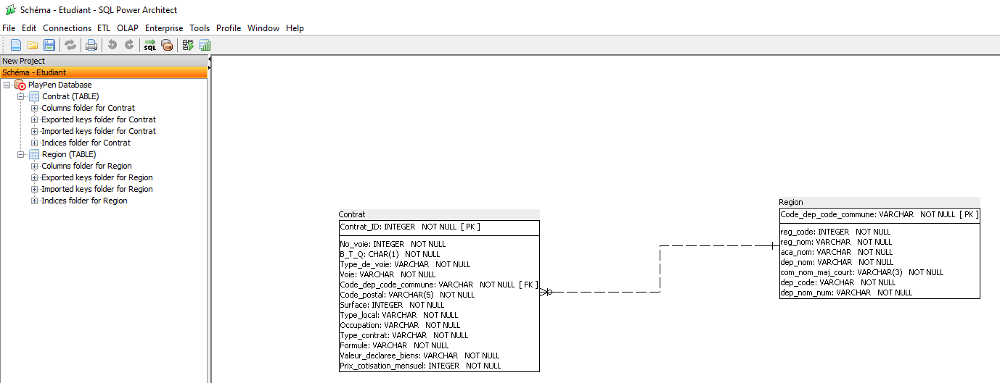 Schéma - Etudiant - SQL Power Architect
File Edit Connections ETL OLAP Enterprise Tools Profile Window Help
SQL
New Project
Schéma - Etudiant
PlayPen Database
Contrat (TABLE)
Columns folder for Contrat
Exported keys folder for Contrat
Imported keys folder for Contrat
Indices folder for Contrat
Region (TABLE)
Columns folder for Region
Exported keys folder for Region
Imported keys folder for Region
Indices folder for Region
Contrat
Contrat_ID: INTEGER NOT NULL [ PK ]
No_voie: INTEGER NOT NULL
B_T_Q: CHAR(1) NOT NULL
Type_de_voie: VARCHAR NOT NULL
Voie: VARCHAR NOT NULL
Code_dep_code_commune: VARCHAR NOT NULL [ FK ]
Code_postal: VARCHAR(5) NOT NULL
Surface: INTEGER NOT NULL
Type_local: VARCHAR NOT NULL
Occupation: VARCHAR NOT NULL
Type_contrat: VARCHAR NOT NULL
Formule: VARCHAR NOT NULL
Valeur_declaree_biens: VARCHAR NOT NULL
Prix_cotisation_mensuel: INTEGER NOT NULL
Region
Code_dep_code_commune: VARCHAR NOT NULL [ PK ]
reg_code: INTEGER NOT NULL
reg_nom: VARCHAR NOT NULL
aca_nom: VARCHAR NOT NULL
dep_nom: VARCHAR NOT NULL
com_nom_maj_court: VARCHAR(3) NOT NULL
dep_code: VARCHAR NOT NULL
dep_nom_num: VARCHAR NOT NULL